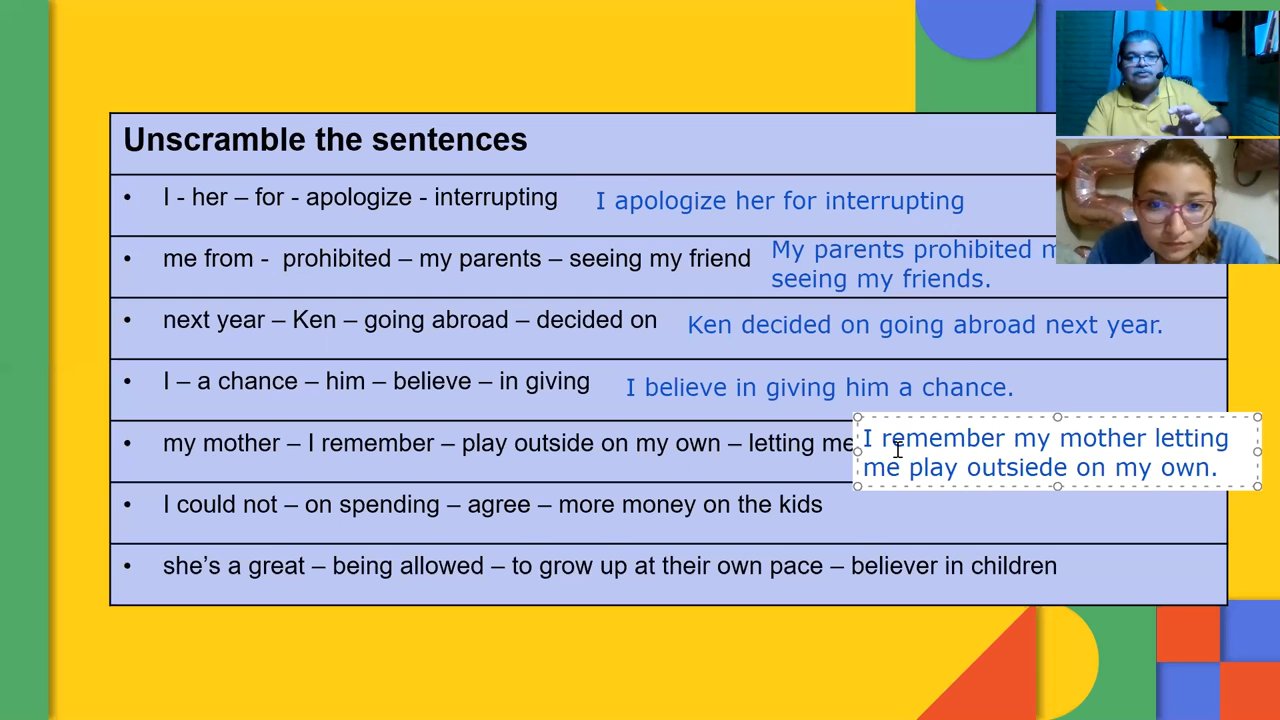 Unscramble the sentences
• I - her – for - apologize - interrupting
I apologize her for interrupting
• me from -  prohibited – my parents – seeing my friend
My parents prohibited
seeing my friends.
• next year – Ken – going abroad – decided on
Ken decided on going abroad next year.
• I – a chance – him – believe – in giving
I believe in giving him a chance.
• my mother – I remember – play outside on my own – letting me
I remember my mother letting
me play outsiede on my own.
• I could not – on spending – agree – more money on the kids
• she’s a great – being allowed – to grow up at their own pace – believer in children